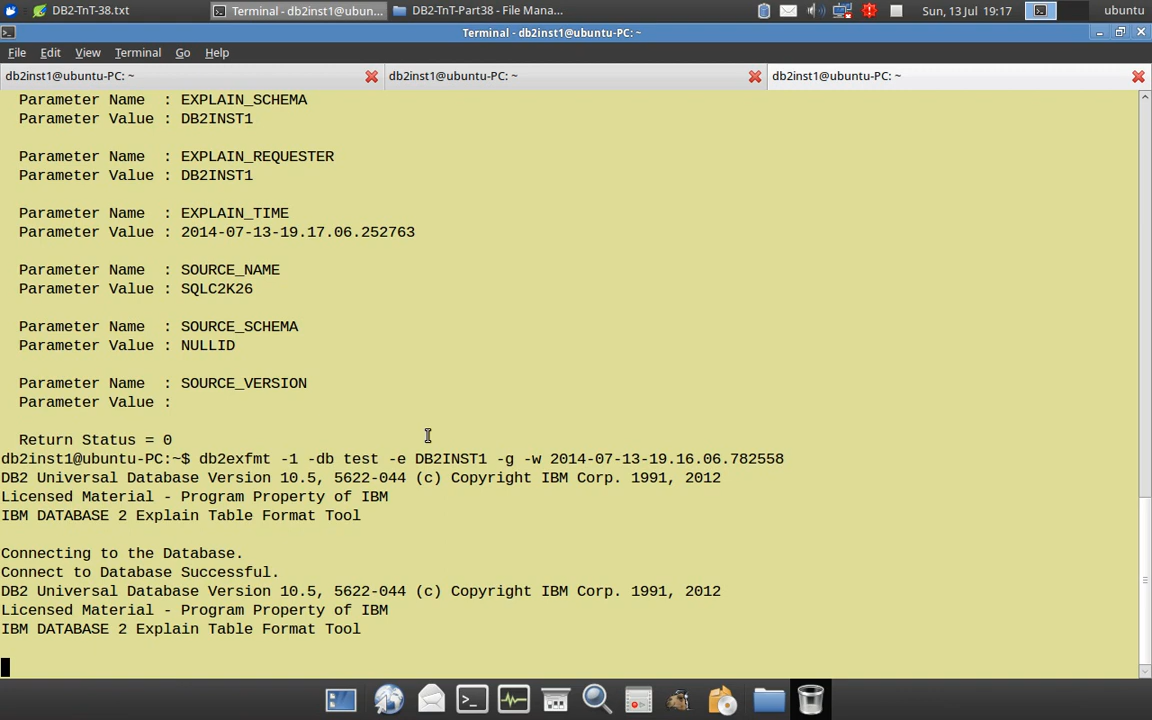 DB2-TnT-38.txt
Terminal - db2inst1@ubun...
DB2-TnT-Part38 - File Mana...
Sun, 13 Jul 19:17
ubuntu
Terminal - db2inst1@ubuntu-PC: ~
File Edit View Terminal Go Help
db2inst1@ubuntu-PC: ~
db2inst1@ubuntu-PC: ~
db2inst1@ubuntu-PC: ~
Parameter Name : EXPLAIN_SCHEMA
Parameter Value : DB2INST1
Parameter Name : EXPLAIN_REQUESTER
Parameter Value : DB2INST1
Parameter Name : EXPLAIN_TIME
Parameter Value : 2014-07-13-19.17.06.252763
Parameter Name : SOURCE_NAME
Parameter Value : SQLC2K26
Parameter Name : SOURCE_SCHEMA
Parameter Value : NULLID
Parameter Name : SOURCE_VERSION
Parameter Value :
Return Status = 0
db2inst1@ubuntu-PC:~$ db2exfmt -1 -db test -e DB2INST1 -g -w 2014-07-13-19.16.06.782558
DB2 Universal Database Version 10.5, 5622-044 (c) Copyright IBM Corp. 1991, 2012
Licensed Material - Program Property of IBM
IBM DATABASE 2 Explain Table Format Tool
Connecting to the Database.
Connect to Database Successful.
DB2 Universal Database Version 10.5, 5622-044 (c) Copyright IBM Corp. 1991, 2012
Licensed Material - Program Property of IBM
IBM DATABASE 2 Explain Table Format Tool